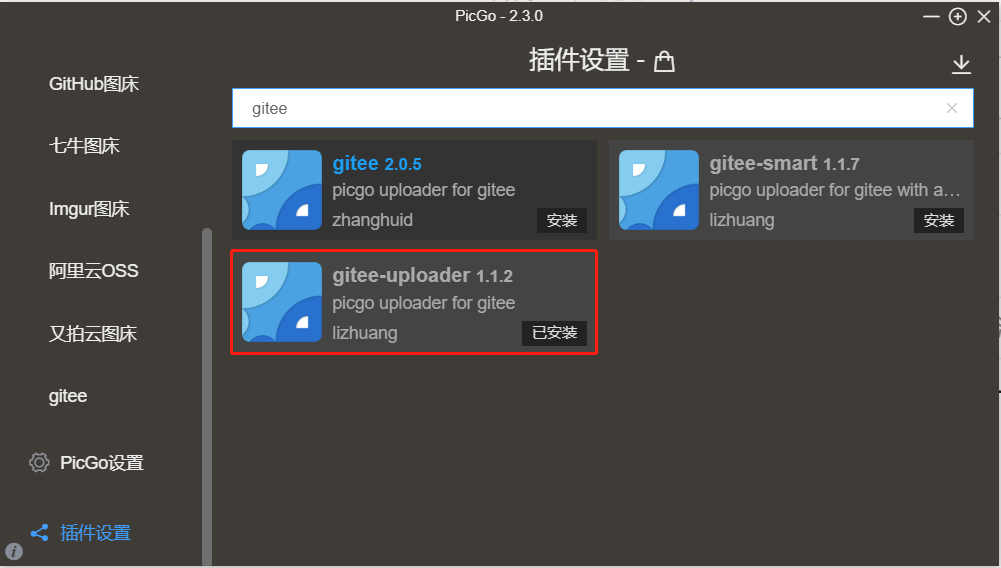 PicGo - 2.3.0
GitHub图床
七牛图床
Imgur图床
阿里云OSS
又拍云图床
gitee
PicGo设置
插件设置
插件设置 -
gitee
gitee 2.0.5
picgo uploader for gitee
zhanghuid
安装
gitee-smart 1.1.7
picgo uploader for gitee with a…
lizhuang
安装
gitee-uploader 1.1.2
picgo uploader for gitee
lizhuang
已安装